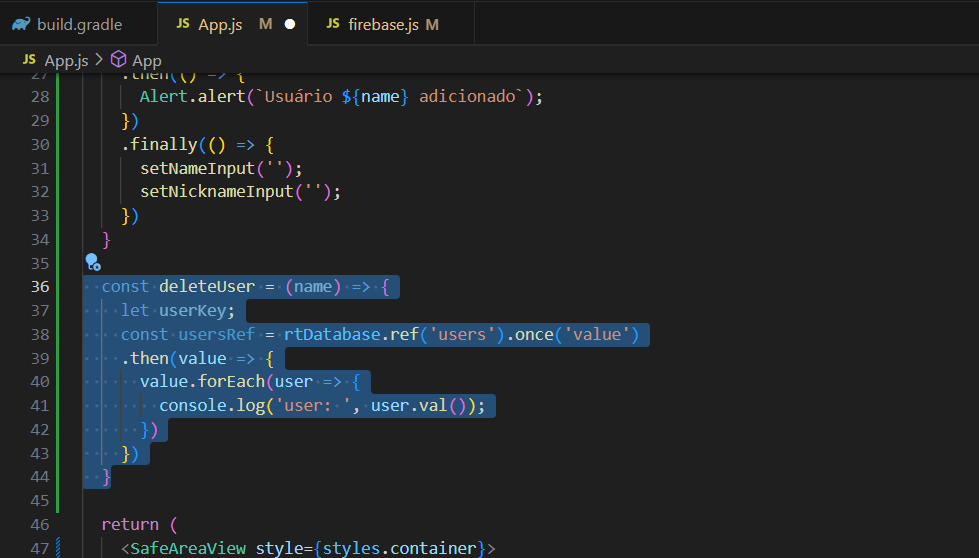 build.gradle JS App.js M JS firebase.js M
JS App.js > App
27 .then(() => {
28 Alert.alert(`Usuário ${name} adicionado`);
29 })
30 .finally(() => {
31 setNameInput('');
32 setNicknameInput('');
33 })
34 }
35
36 const deleteUser = (name) => {
37 let userKey;
38 const usersRef = rtDatabase.ref('users').once('value')
39 .then(value => {
40 value.forEach(user => {
41 console.log('user: ', user.val());
42 })
43 })
44 }
45
46 return (
47 <SafeAreaView style={styles.container}>